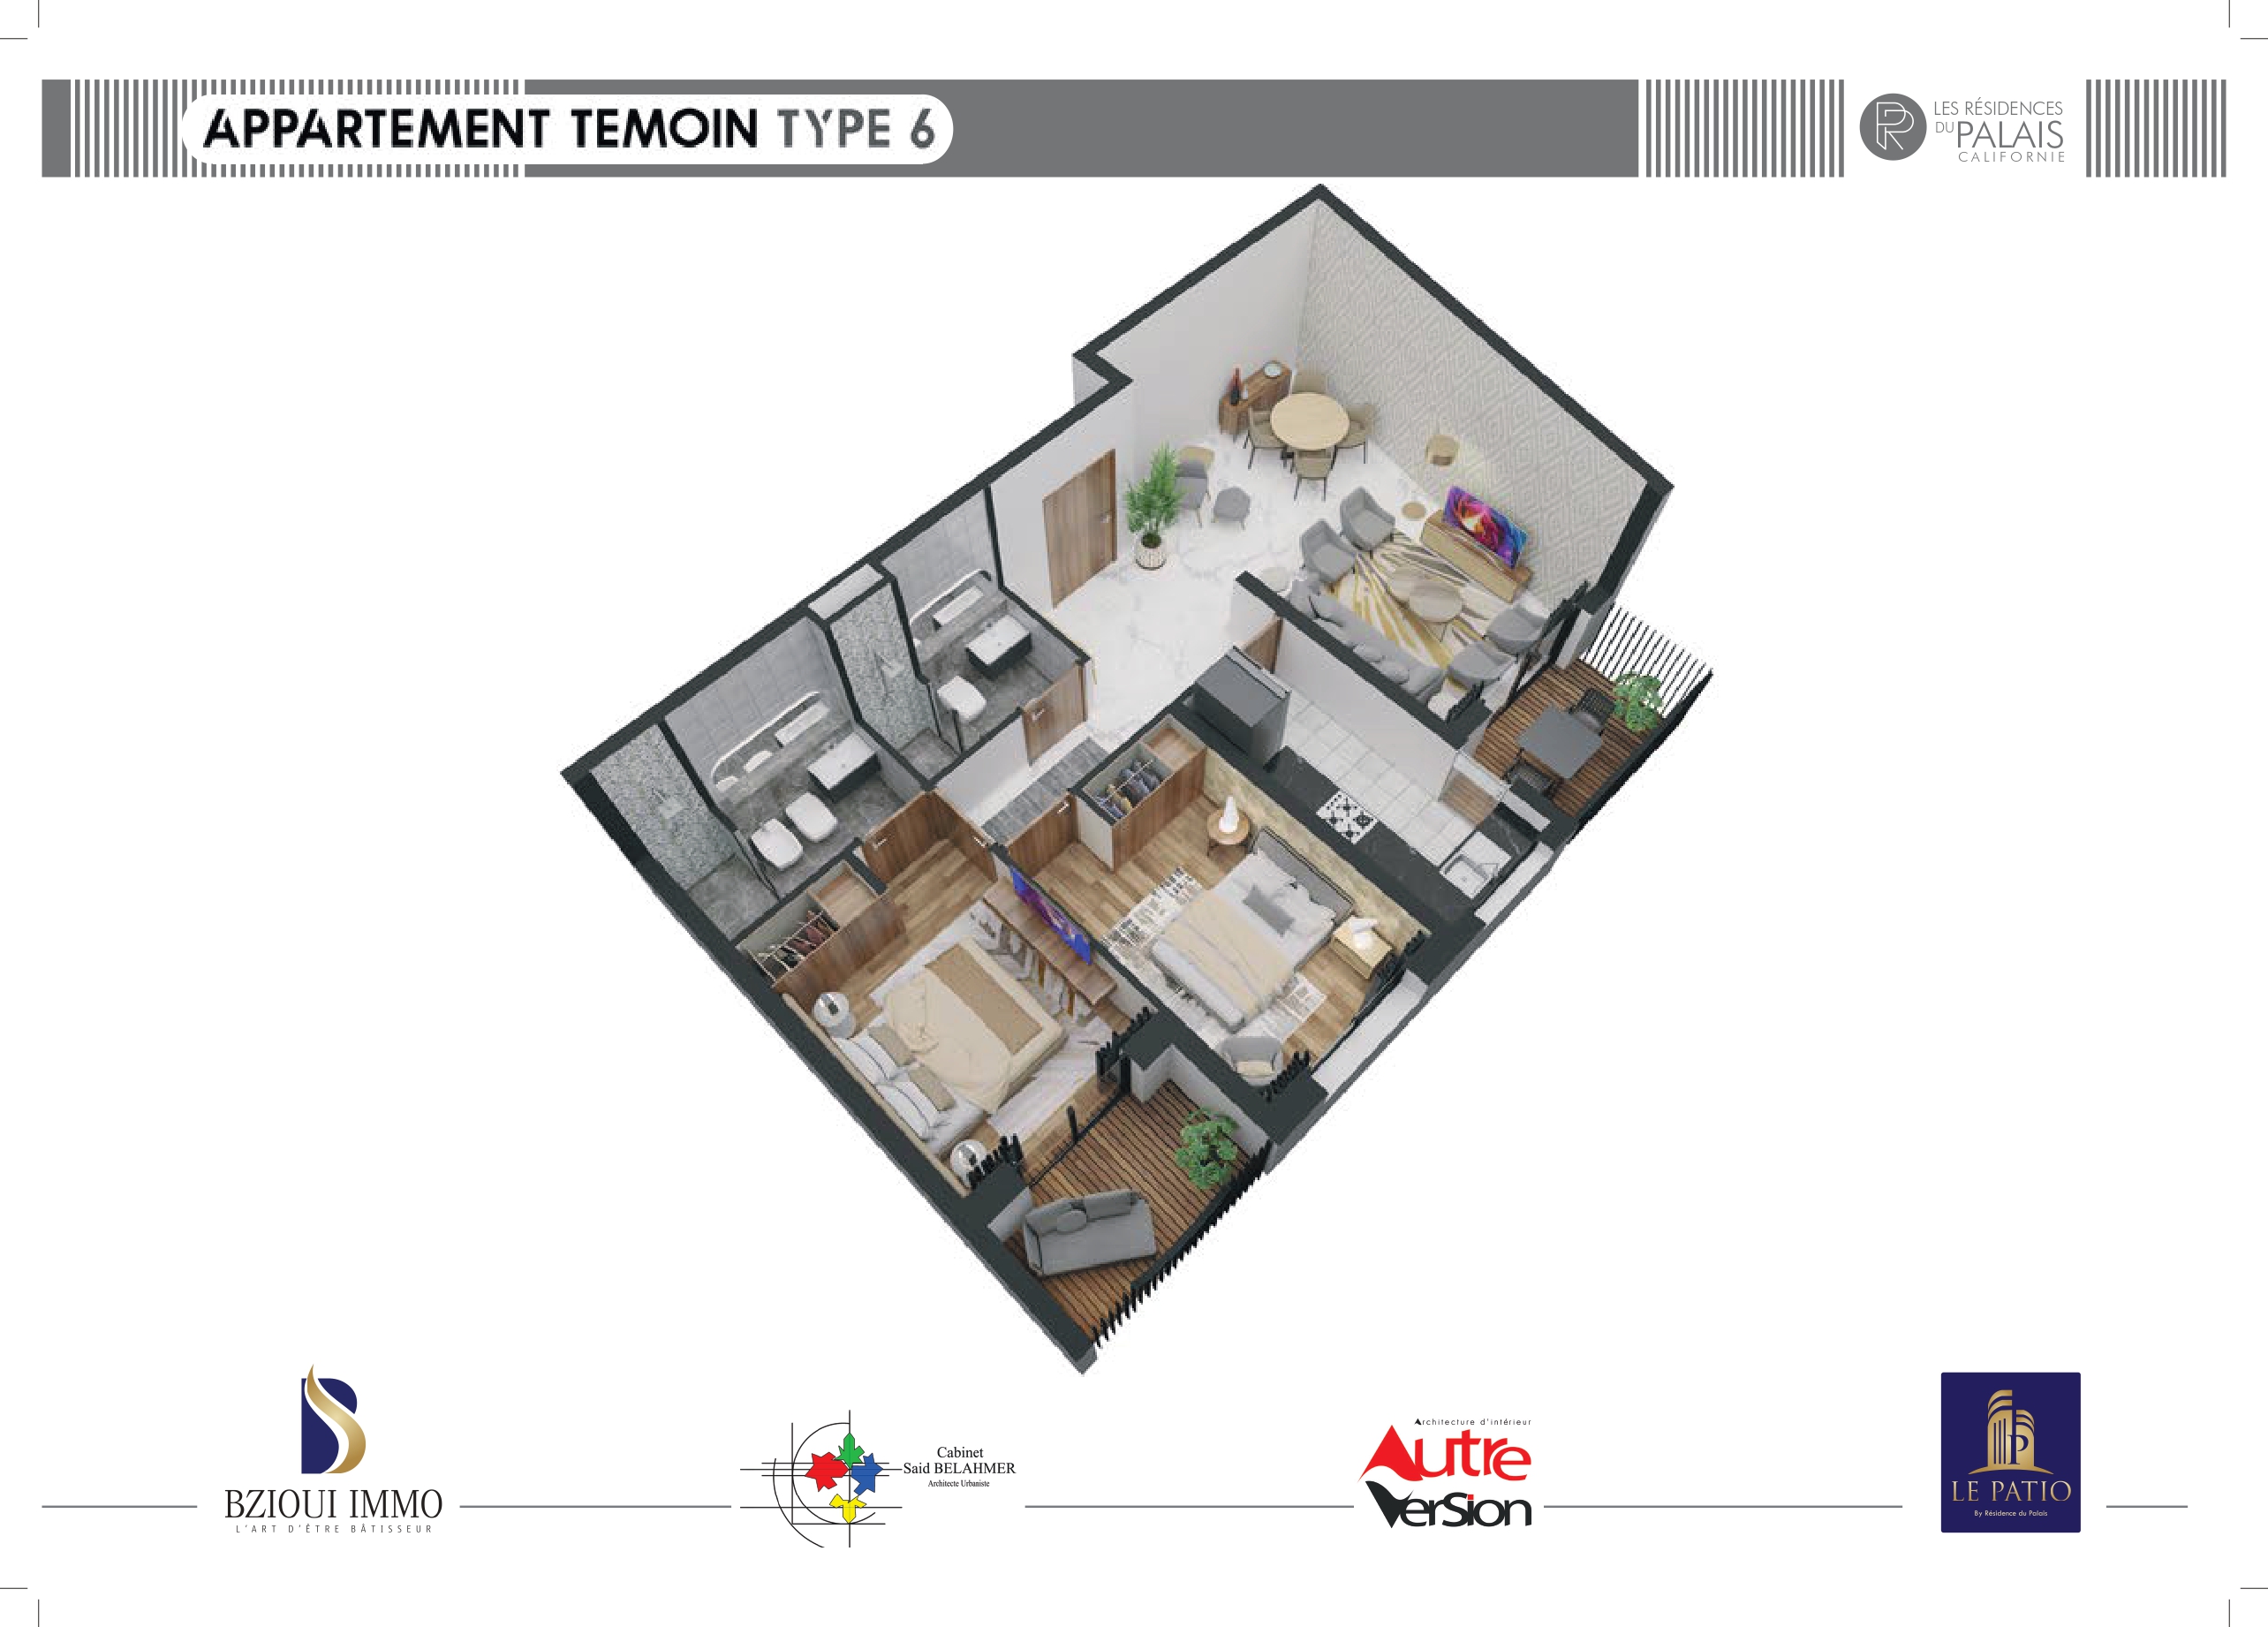 APPARTEMENT TEMOIN TYPE 6
LES RÉSIDENCES
DU PALAIS
CALIFORNIE
BZIOUI IMMO
L'ART D'ÊTRE BÂTISSEUR
Cabinet
Said BELAHMER
Architecte Urbaniste
Architecture d'intérieur
Autre
Version
LE PATIO
By Résidence du Palais